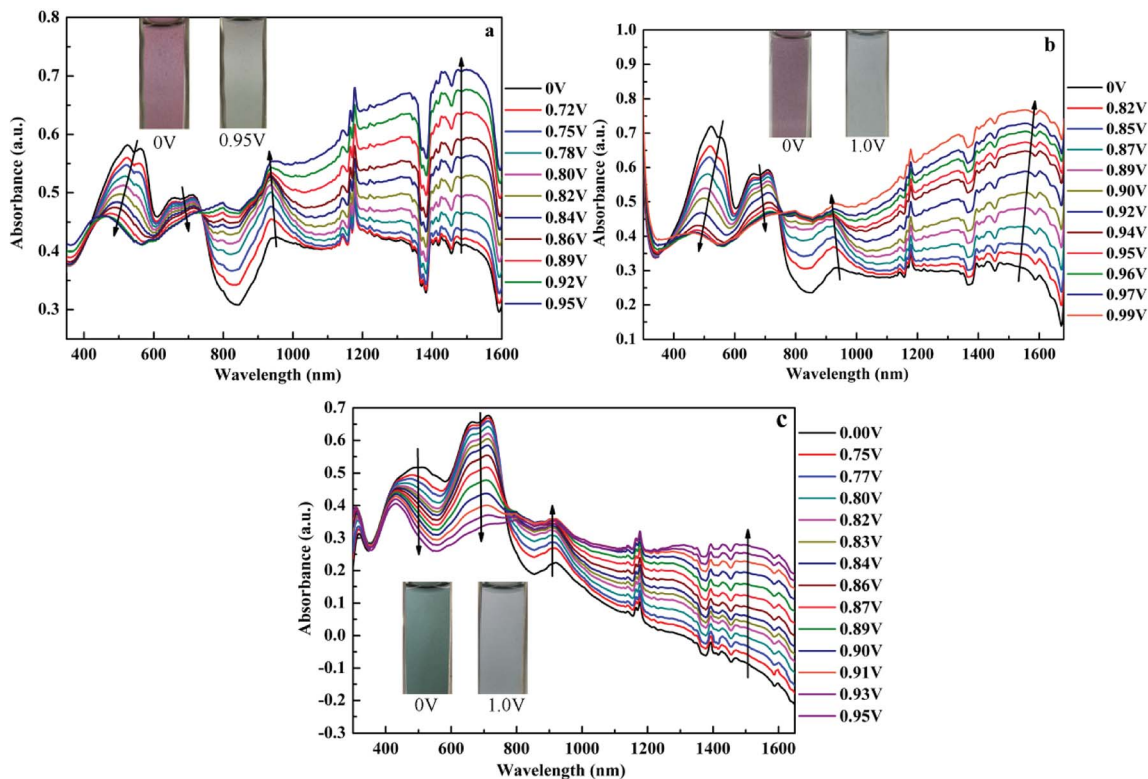 a
0.8
0.7
0.6
0.5
0.4
0.3
Absorbance (a.u.)
400 600 800 1000 1200 1400 1600
Wavelength (nm)
0V 0.95V
0V
0.72V
0.75V
0.78V
0.80V
0.82V
0.84V
0.86V
0.89V
0.92V
0.95V
b
1.0
0.9
0.8
0.7
0.6
0.5
0.4
0.3
0.2
0.1
Absorbance (a.u.)
400 600 800 1000 1200 1400 1600
Wavelength (nm)
0V 1.0V
0V
0.82V
0.85V
0.87V
0.89V
0.90V
0.92V
0.94V
0.95V
0.96V
0.97V
0.99V
c
0.7
0.6
0.5
0.4
0.3
0.2
0.1
0.0
-0.1
-0.2
-0.3
Absorbance (a.u.)
400 600 800 1000 1200 1400 1600
Wavelength (nm)
0V 1.0V
0.00V
0.75V
0.77V
0.80V
0.82V
0.83V
0.84V
0.86V
0.87V
0.89V
0.90V
0.91V
0.93V
0.95V